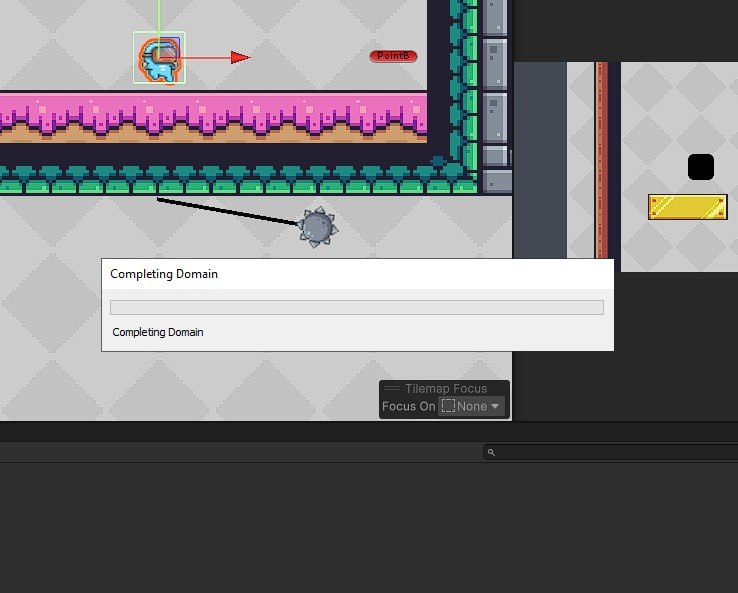 PointB
Completing Domain
Completing Domain
Tilemap Focus
Focus On None